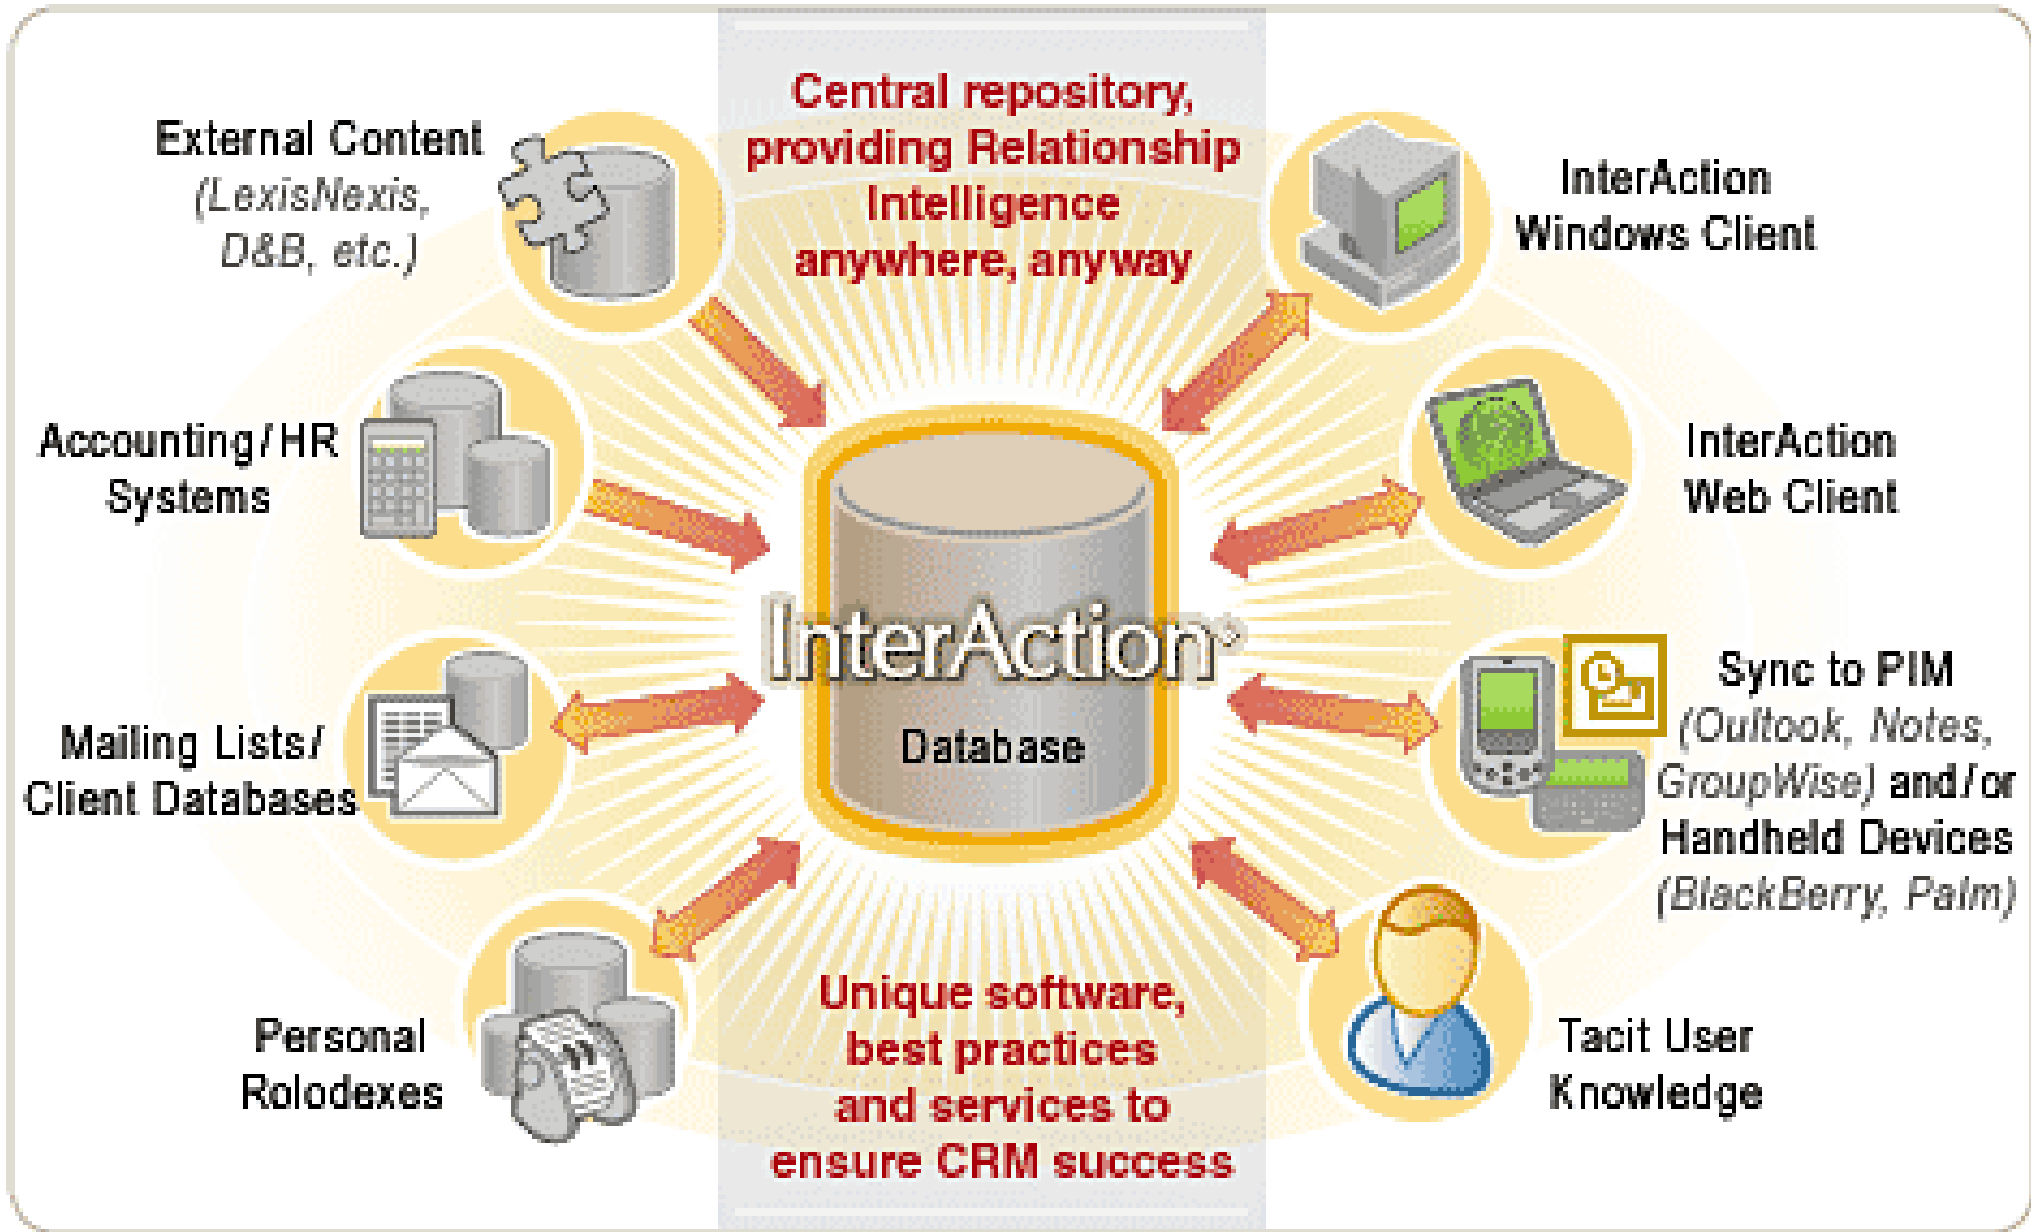 Central repository,
providing Relationship
Intelligence
anywhere, anyway
External Content
(LexisNexis,
D&B, etc.)
Accounting/HR
Systems
Mailing Lists/
Client Databases
Personal
Rolodexes
InterAction®
Database
InterAction
Windows Client
InterAction
Web Client
Sync to PIM
(Oultook, Notes,
GroupWise) and/or
Handheld Devices
(BlackBerry, Palm)
Tacit User
Knowledge
Unique software,
best practices
and services to
ensure CRM success